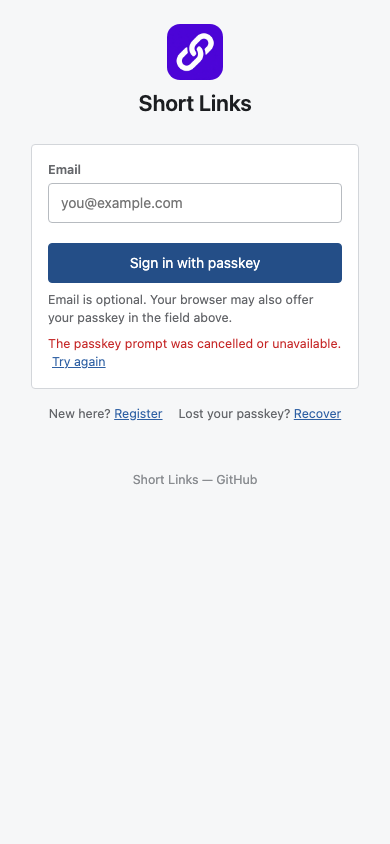 Short Links
Email
you@example.com
Sign in with passkey
Email is optional. Your browser may also offer
your passkey in the field above.
The passkey prompt was cancelled or unavailable.
Try again
New here? Register Lost your passkey? Recover
Short Links — GitHub